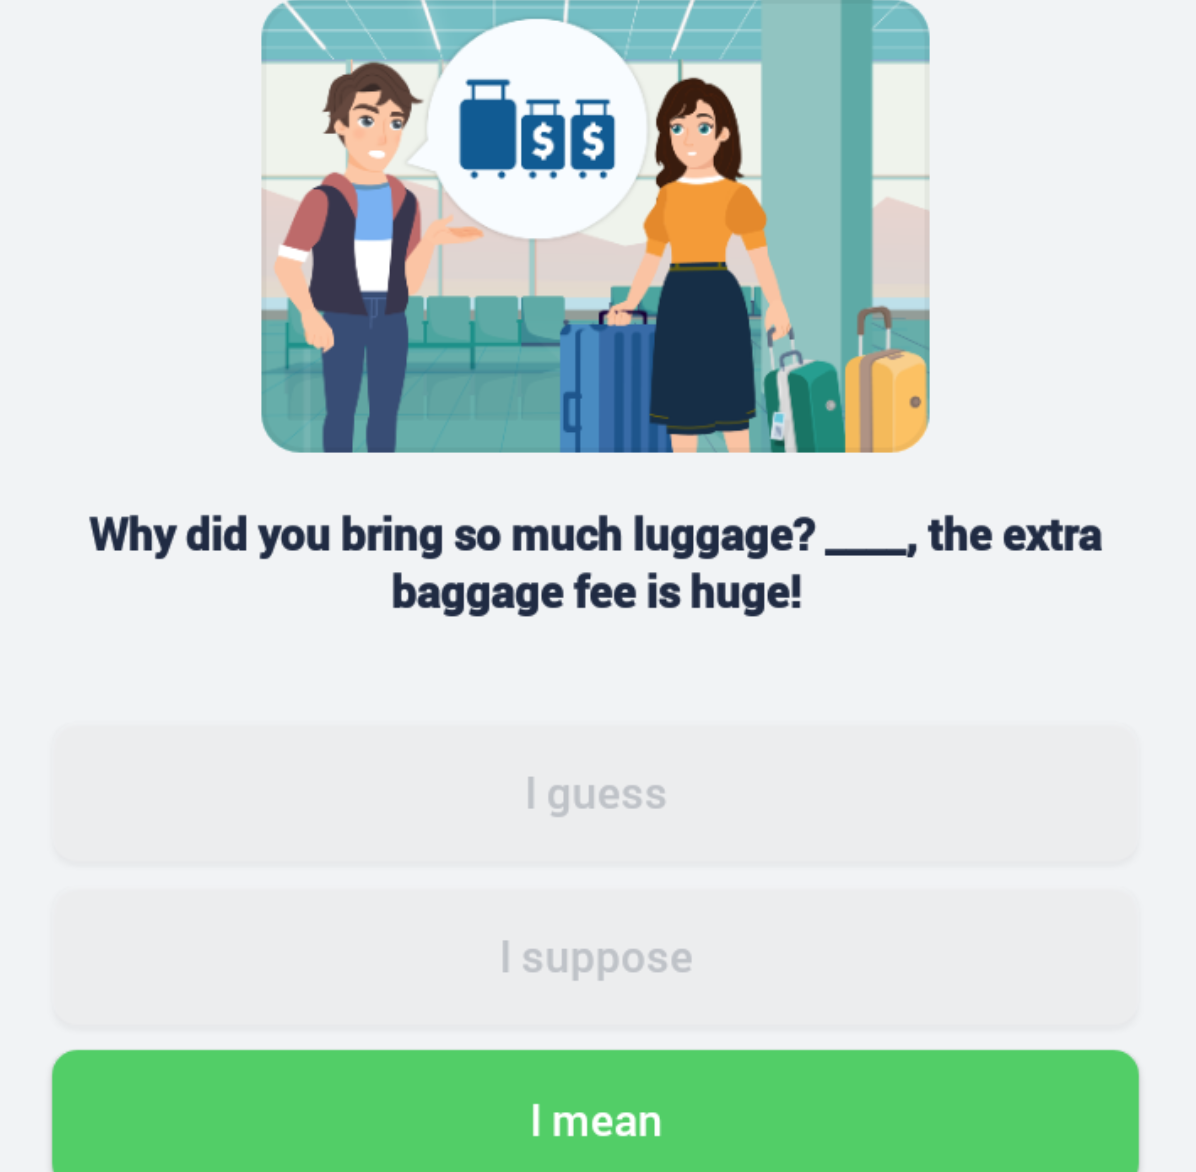 $ $
Why did you bring so much luggage? ____, the extra
baggage fee is huge!
I guess
I suppose
I mean